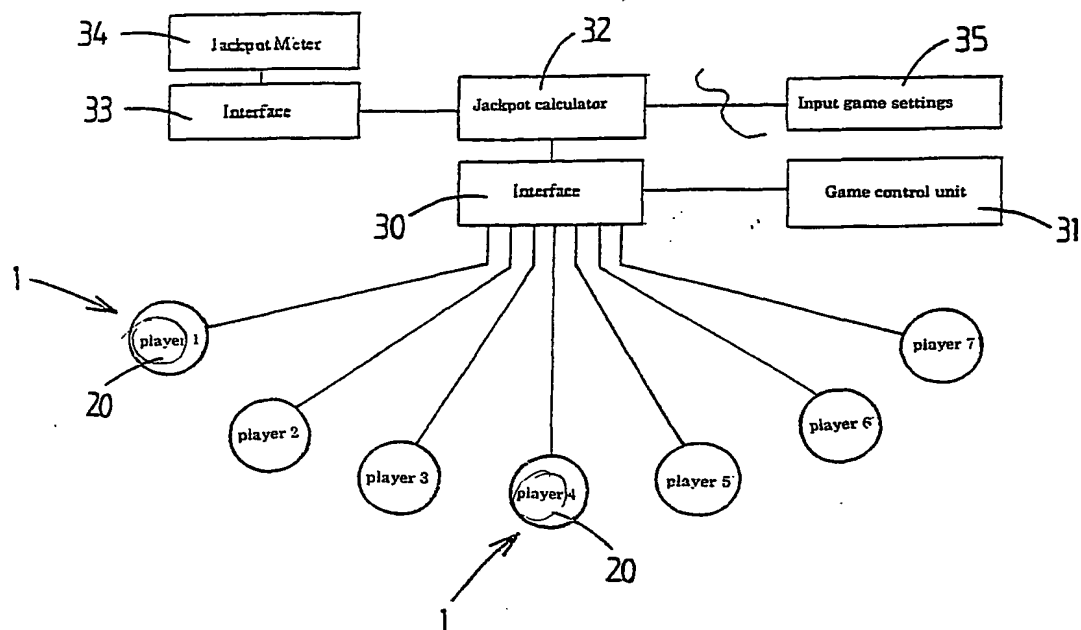 34
Jackpot Meter
32
35
33
Interface
Jackpot calculator
Input game settings
30
Interface
Game control unit
31
1
player 1
20
player 2
player 3
player 4
20
1
player 5
player 6
player 7